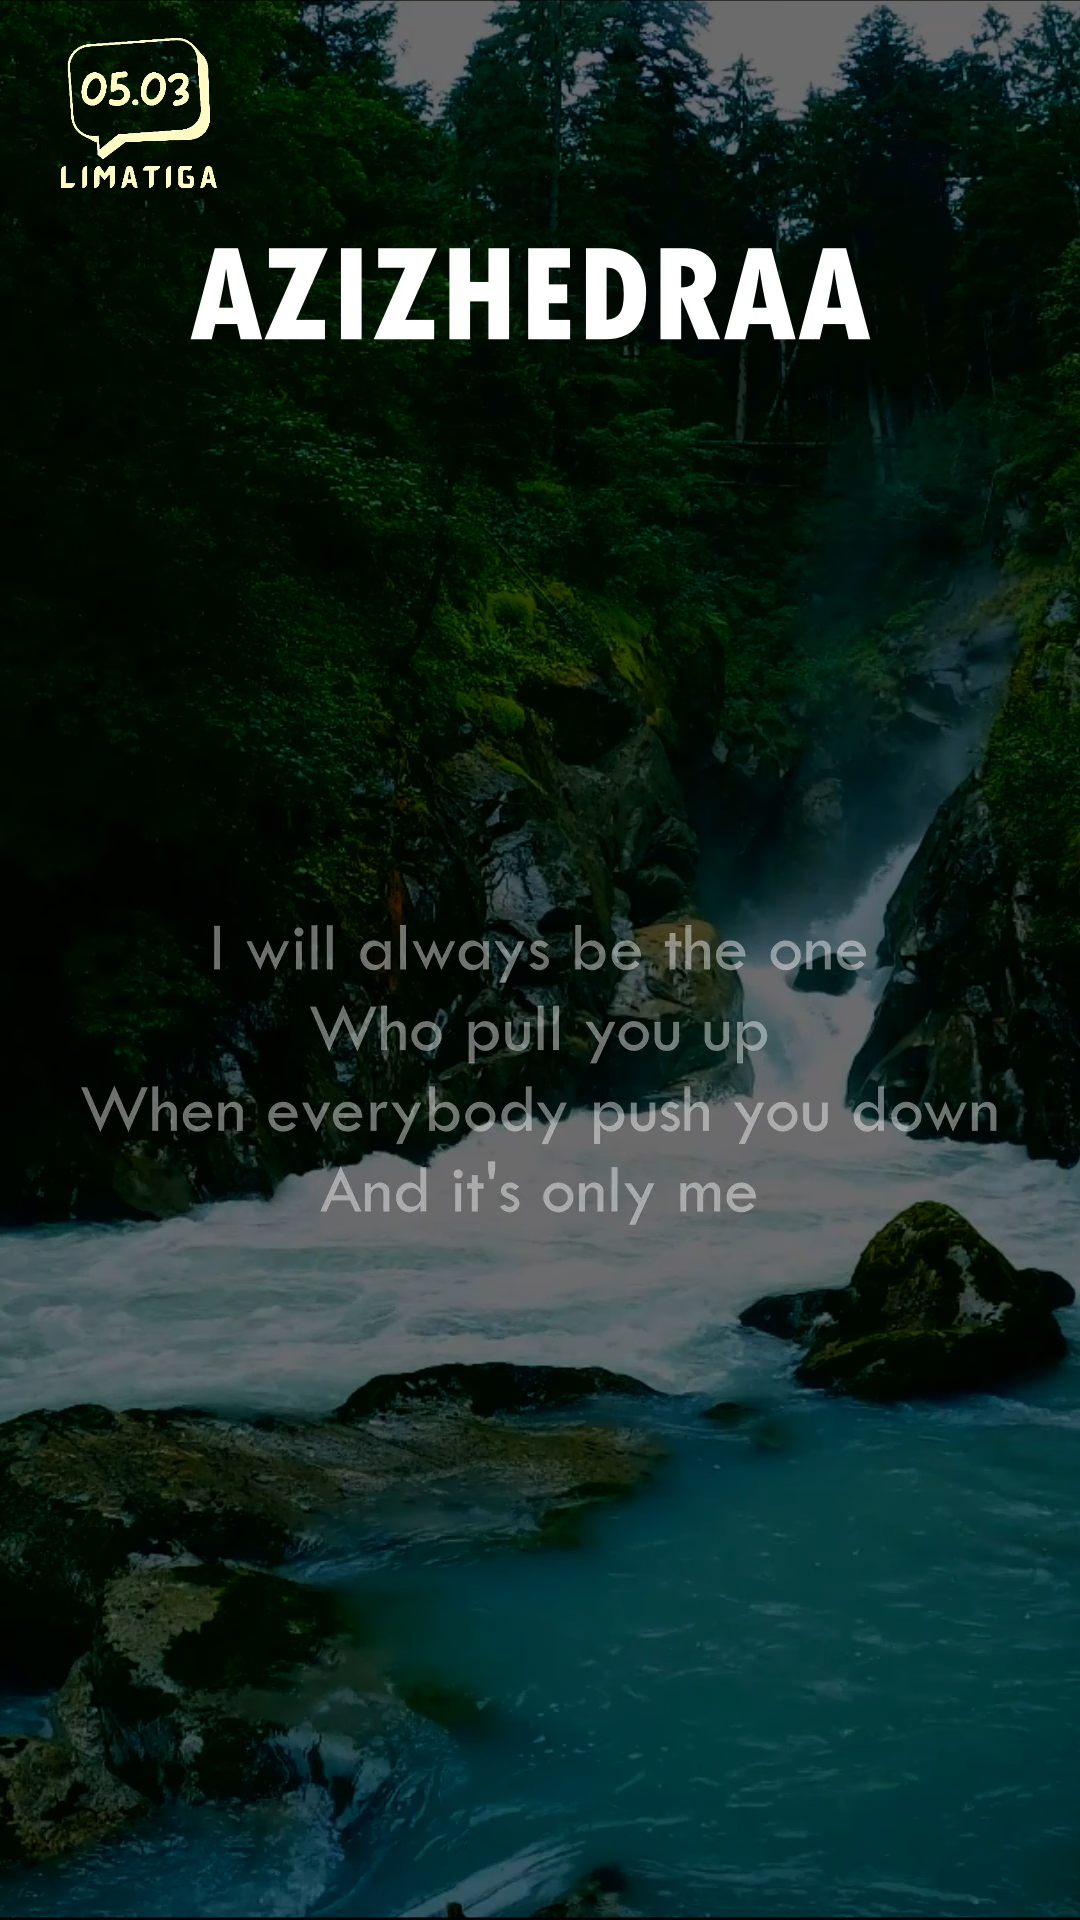 05.03
LIMATIGA
AZIZHEDRAA
I will always be the one
Who pull you up
When everybody push you down
And it's only me